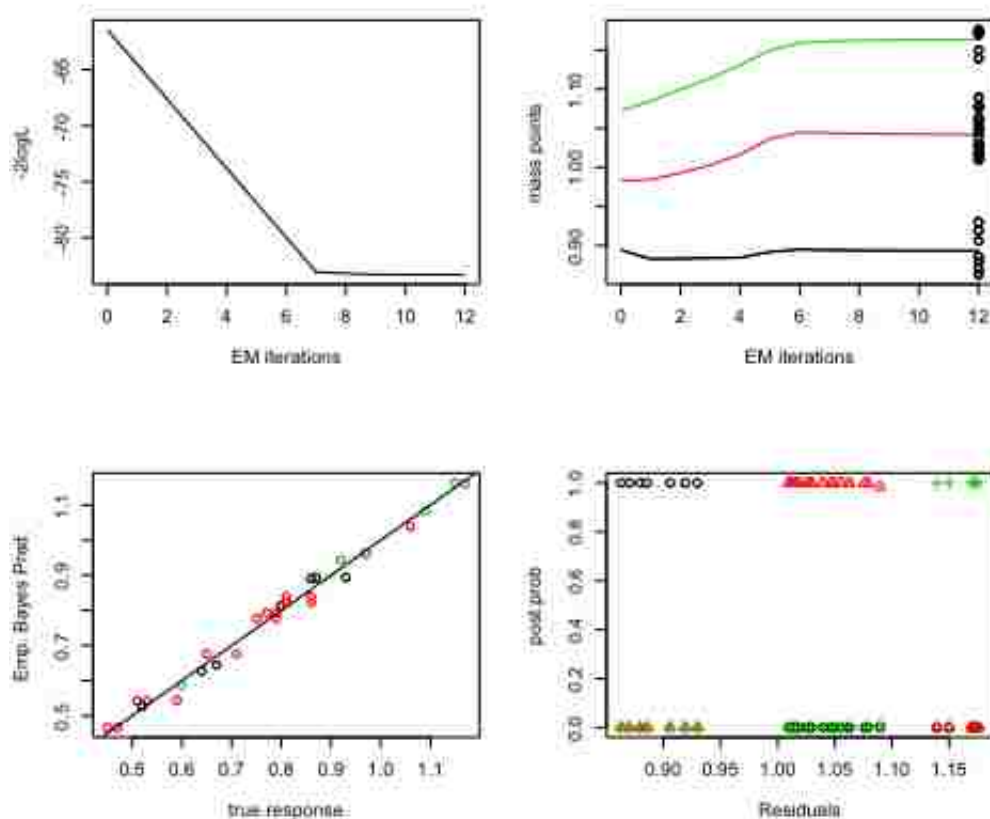 -2logL
-65
-70
-75
-80
0 2 4 6 8 10 12
EM iterations
mass points
1.10
1.00
0.90
0 2 4 6 8 10 12
EM iterations
Emp. Bayes Pred.
1.1
0.9
0.7
0.5
0.5 0.6 0.7 0.8 0.9 1.0 1.1
true response
post.prob
1.0
0.8
0.6
0.4
0.2
0.0
0.90 0.95 1.00 1.05 1.10 1.15
Residuals